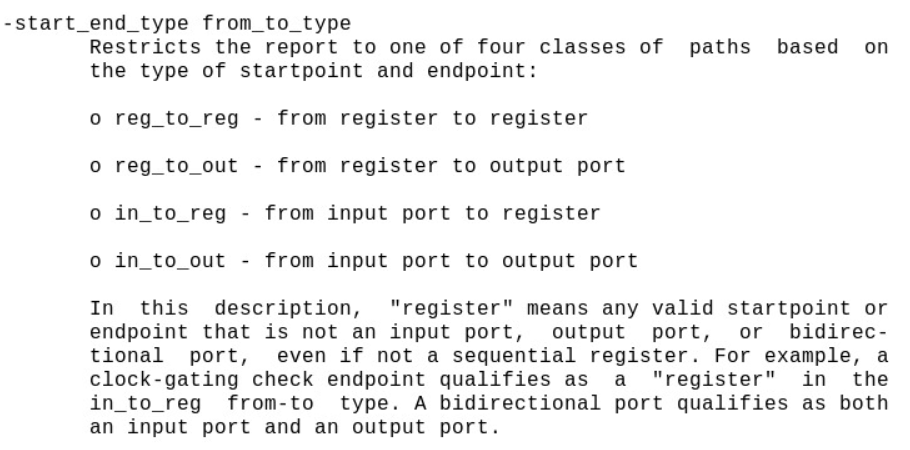 -start_end_type from_to_type
Restricts the report to one of four classes of  paths  based  on
the type of startpoint and endpoint:
o reg_to_reg - from register to register
o reg_to_out - from register to output port
o in_to_reg - from input port to register
o in_to_out - from input port to output port
In  this  description,  "register" means any valid startpoint or
endpoint that is not an input port,  output  port,  or  bidirec-
tional  port,  even if not a sequential register. For example, a
clock-gating check endpoint qualifies as  a  "register"  in  the
in_to_reg  from-to  type. A bidirectional port qualifies as both
an input port and an output port.